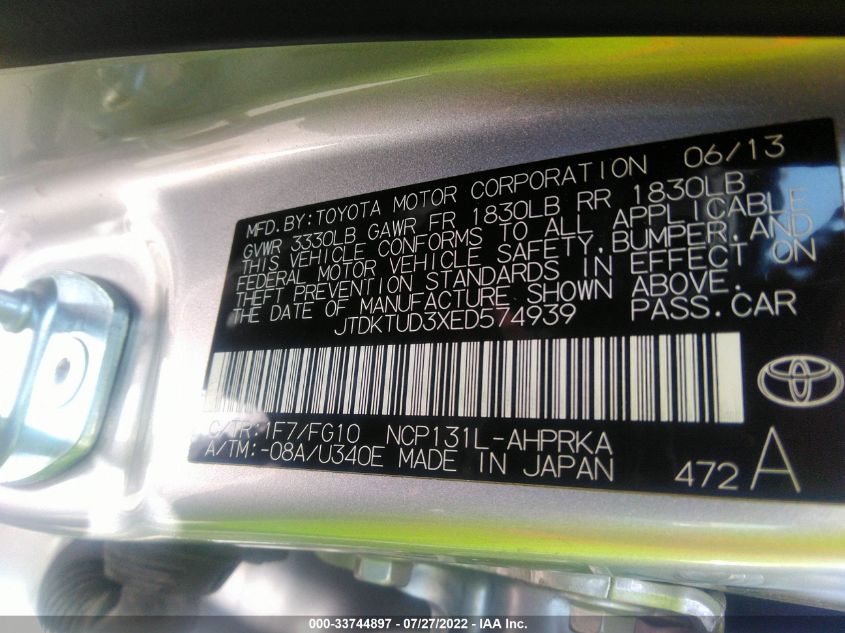 MFD. BY: TOYOTA MOTOR CORPORATION 06/13
GVWR 3330LB GAWR FR 1830LB RR 1830LB
THIS VEHICLE CONFORMS TO ALL APPLICABLE
FEDERAL MOTOR VEHICLE SAFETY, BUMPER, AND
THEFT PREVENTION STANDARDS IN EFFECT ON
THE DATE OF MANUFACTURE SHOWN ABOVE.
JTDKTUD3XED574939 PASS. CAR
C/TR: 1F7/FG10 NCP131L-AHPRKA
A/TM: -08A/U340E MADE IN JAPAN
472 A
000-33744897 / 07/27/2022 - IAA Inc.